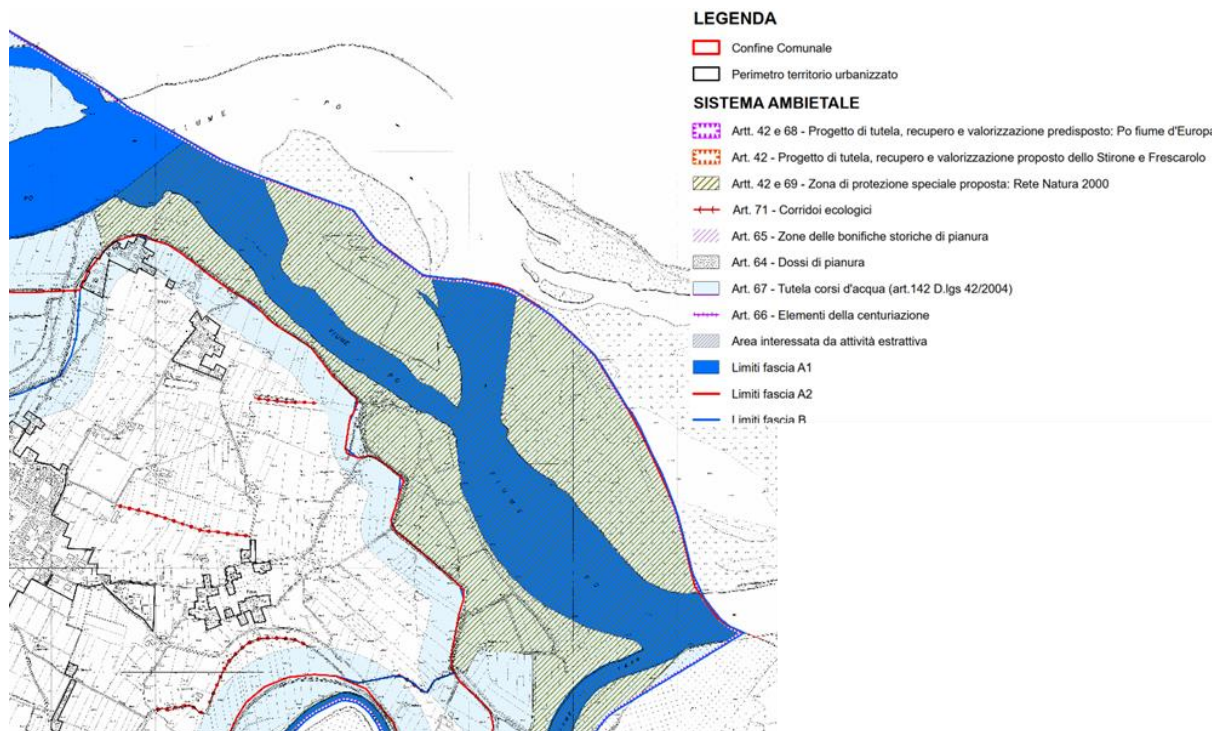 LEGENDA
Confine Comunale
Perimetro territorio urbanizzato
SISTEMA AMBIETALE
Artt. 42 e 68 - Progetto di tutela, recupero e valorizzazione predisposto: Po fiume d'Europa
Art. 42 - Progetto di tutela, recupero e valorizzazione proposto dello Stirone e Frescarolo
Artt. 42 e 69 - Zona di protezione speciale proposta: Rete Natura 2000
Art. 71 - Corridoi ecologici
Art. 65 - Zone delle bonifiche storiche di pianura
Art. 64 - Dossi di pianura
Art. 67 - Tutela corsi d'acqua (art.142 D.lgs 42/2004)
Art. 66 - Elementi della centuriazione
Area interessata da attività estrattiva
Limiti fascia A1
Limiti fascia A2
Limiti fascia B
FIUME PO
PO
FIUME
PO
FIUME
PO